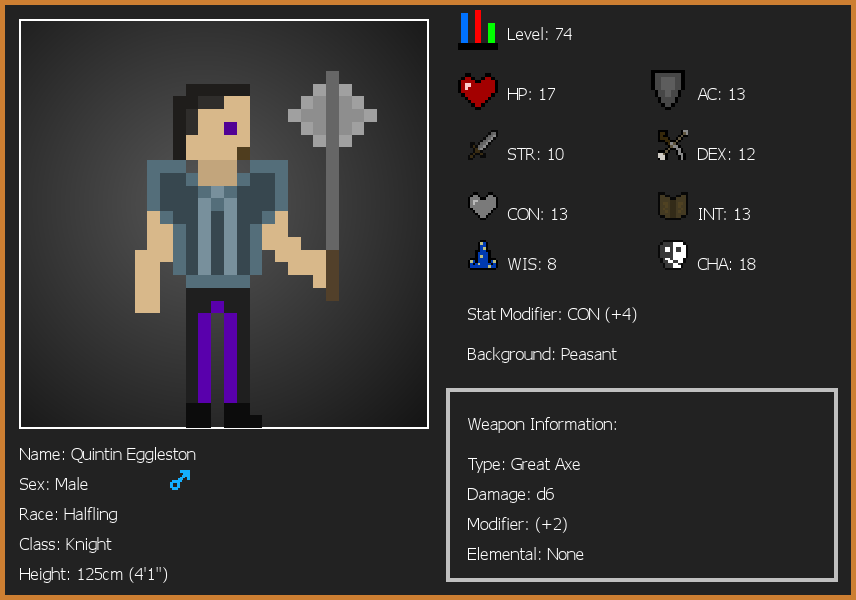 Level: 74
HP: 17
AC: 13
STR: 10
DEX: 12
CON: 13
INT: 13
WIS: 8
CHA: 18
Stat Modifier: CON (+4)
Background: Peasant
Weapon Information:
Type: Great Axe
Damage: d6
Modifier: (+2)
Elemental: None
Name: Quintin Eggleston
Sex: Male
Race: Halfling
Class: Knight
Height: 125cm (4'1")